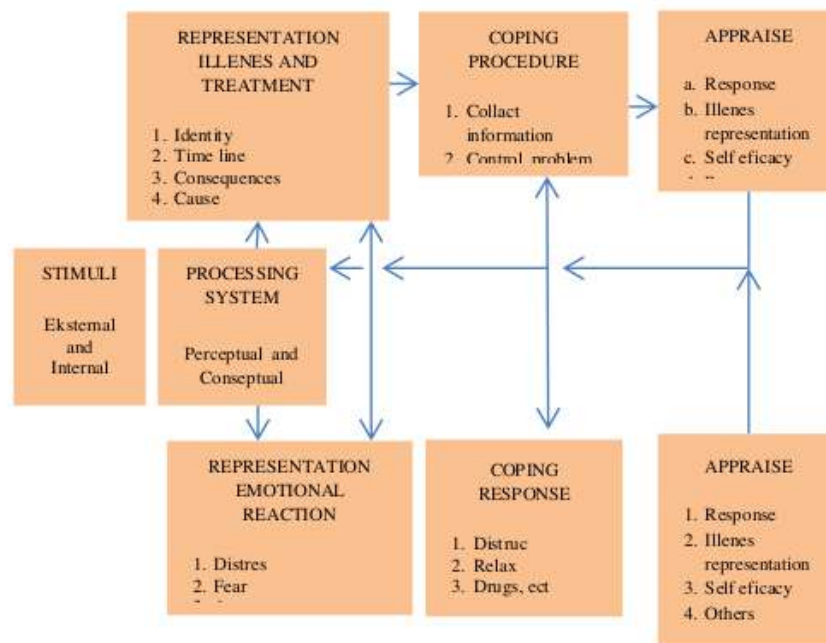 REPRESENTATION
ILLENES AND
TREATMENT
1. Identity
2. Time line
3. Consequences
4. Cause
COPING
PROCEDURE
1. Collact
information
2. Control problem
APPRAISE
a. Response
b. Illenes
representation
c. Self eficacy
STIMULI
Eksternal
and
Internal
PROCESSING
SYSTEM
Perceptual and
Conseptual
REPRESENTATION
EMOTIONAL
REACTION
1. Distres
2. Fear
COPING
RESPONSE
1. Distruc
2. Relax
3. Drugs, ect
APPRAISE
1. Response
2. Illenes
representation
3. Self eficacy
4. Others